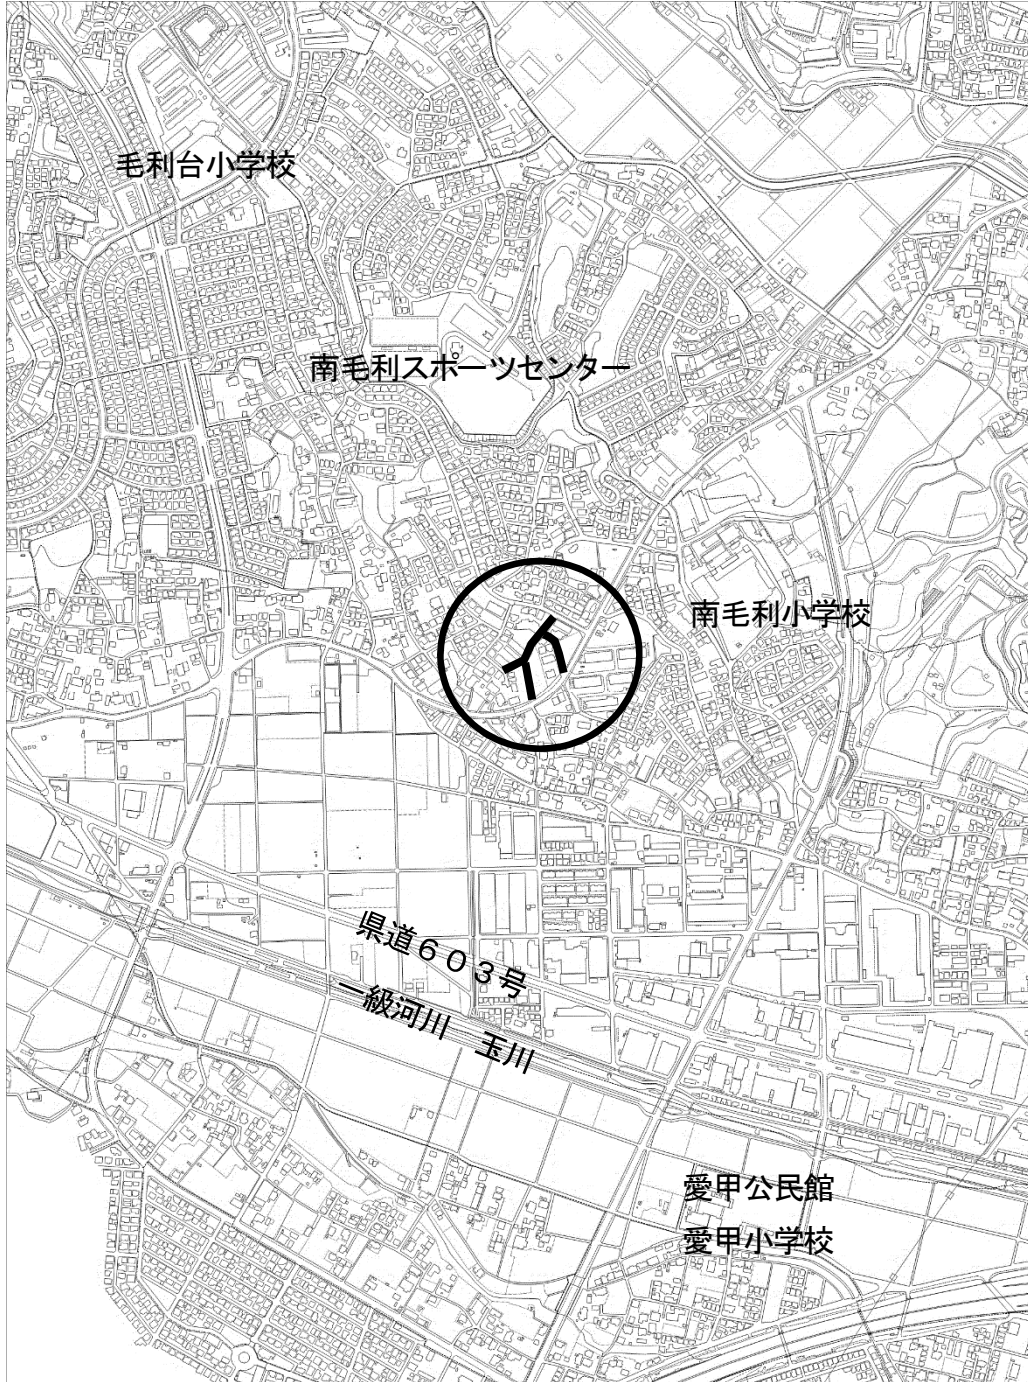 毛利台小学校
南毛利スポーツセンター
南毛利小学校
県道６０３号
一級河川　玉川
愛甲公民館
愛甲小学校